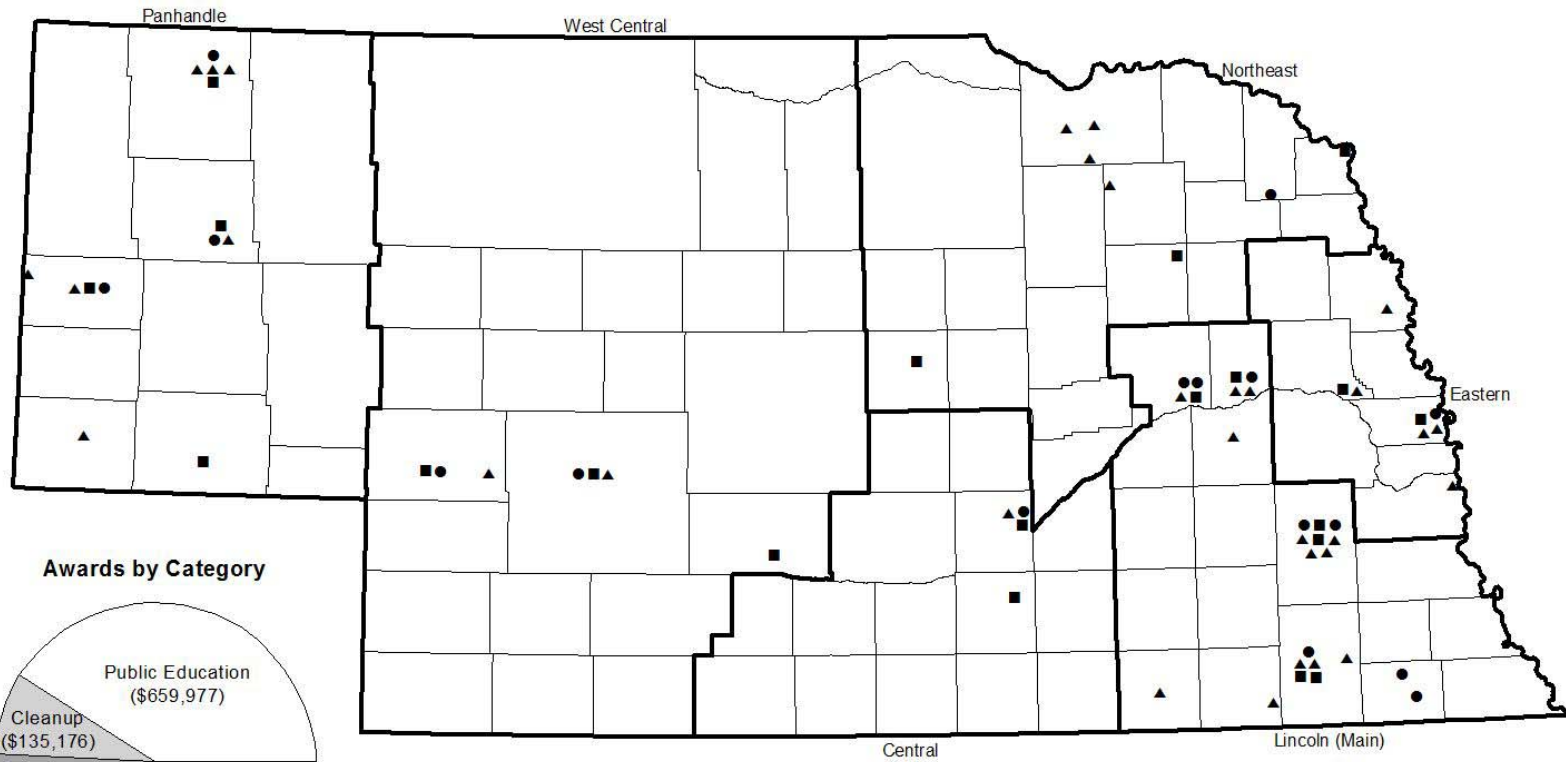 Panhandle
West Central
Northeast
Eastern
Awards by Category
Public Education
($659,977)
Cleanup
($135,176)
Central
Lincoln (Main)